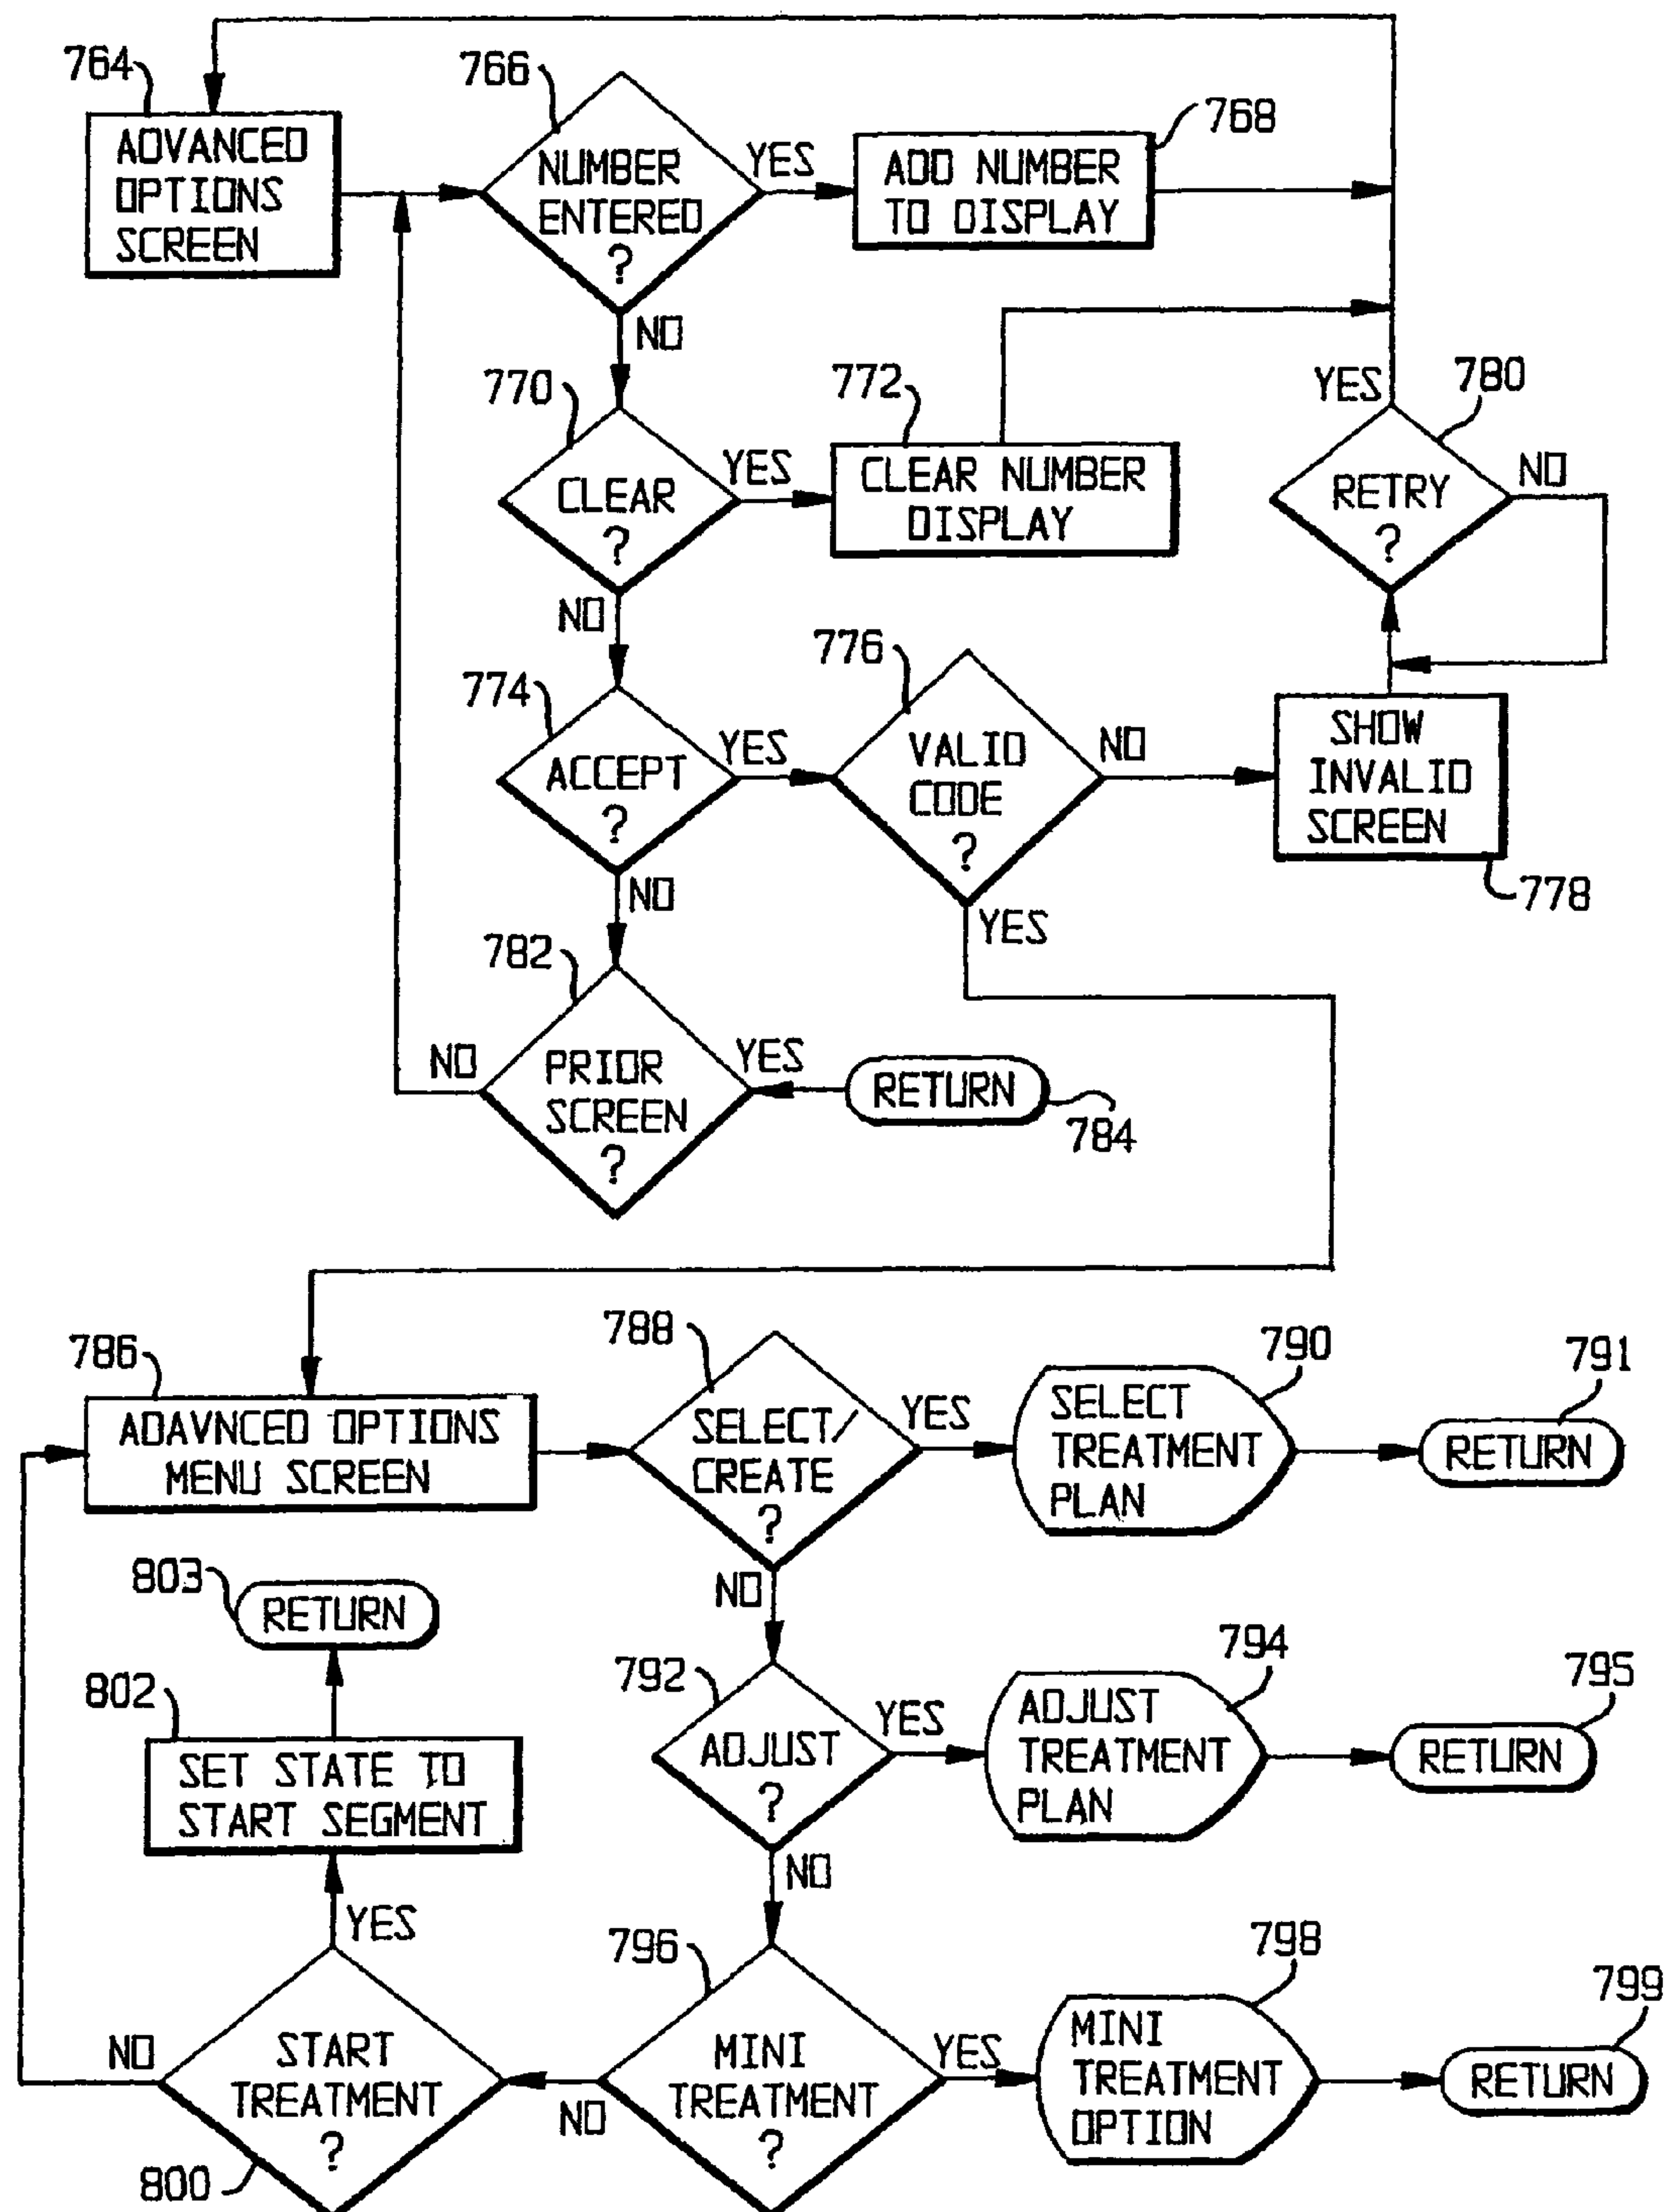 764
ADVANCED
OPTIONS
SCREEN
766
NUMBER
ENTERED
?
YES
768
ADD NUMBER
TO DISPLAY
NO
770
CLEAR
?
YES
772
CLEAR NUMBER
DISPLAY
YES
780
RETRY
?
NO
NO
774
ACCEPT
?
YES
776
VALID
CODE
?
NO
SHOW
INVALID
SCREEN
778
NO
YES
782
PRIOR
SCREEN
?
NO
YES
RETURN
784
786
ADAVNCED OPTIONS
MENU SCREEN
788
SELECT/
CREATE
?
YES
790
SELECT
TREATMENT
PLAN
791
RETURN
NO
803
RETURN
802
SET STATE TO
START SEGMENT
792
ADJUST
?
YES
794
ADJUST
TREATMENT
PLAN
795
RETURN
NO
YES
796
MINI
TREATMENT
?
YES
798
MINI
TREATMENT
OPTION
799
RETURN
NO
NO
START
TREATMENT
?
800